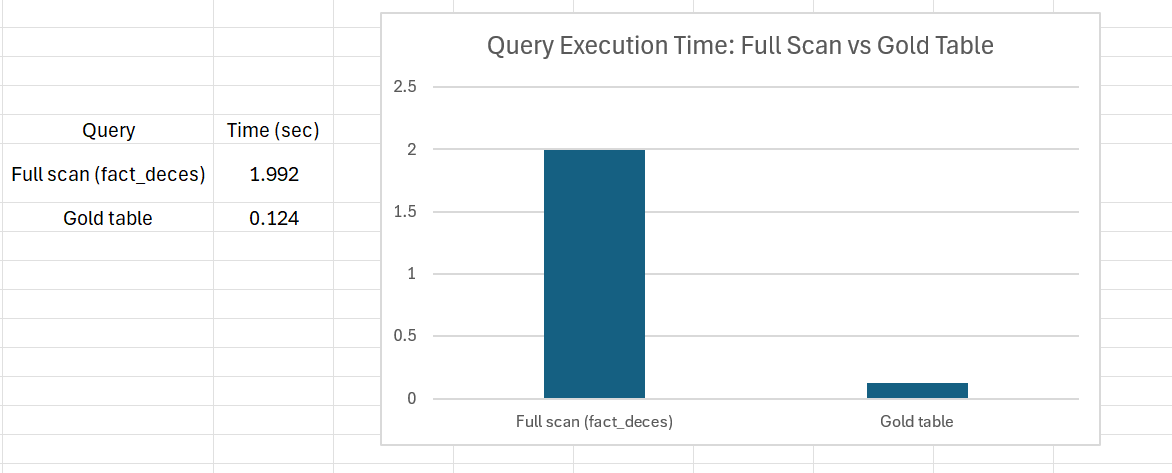 Query Time (sec)
Full scan (fact_deces) 1.992
Gold table 0.124
Query Execution Time: Full Scan vs Gold Table
2.5
2
1.5
1
0.5
0
Full scan (fact_deces) Gold table